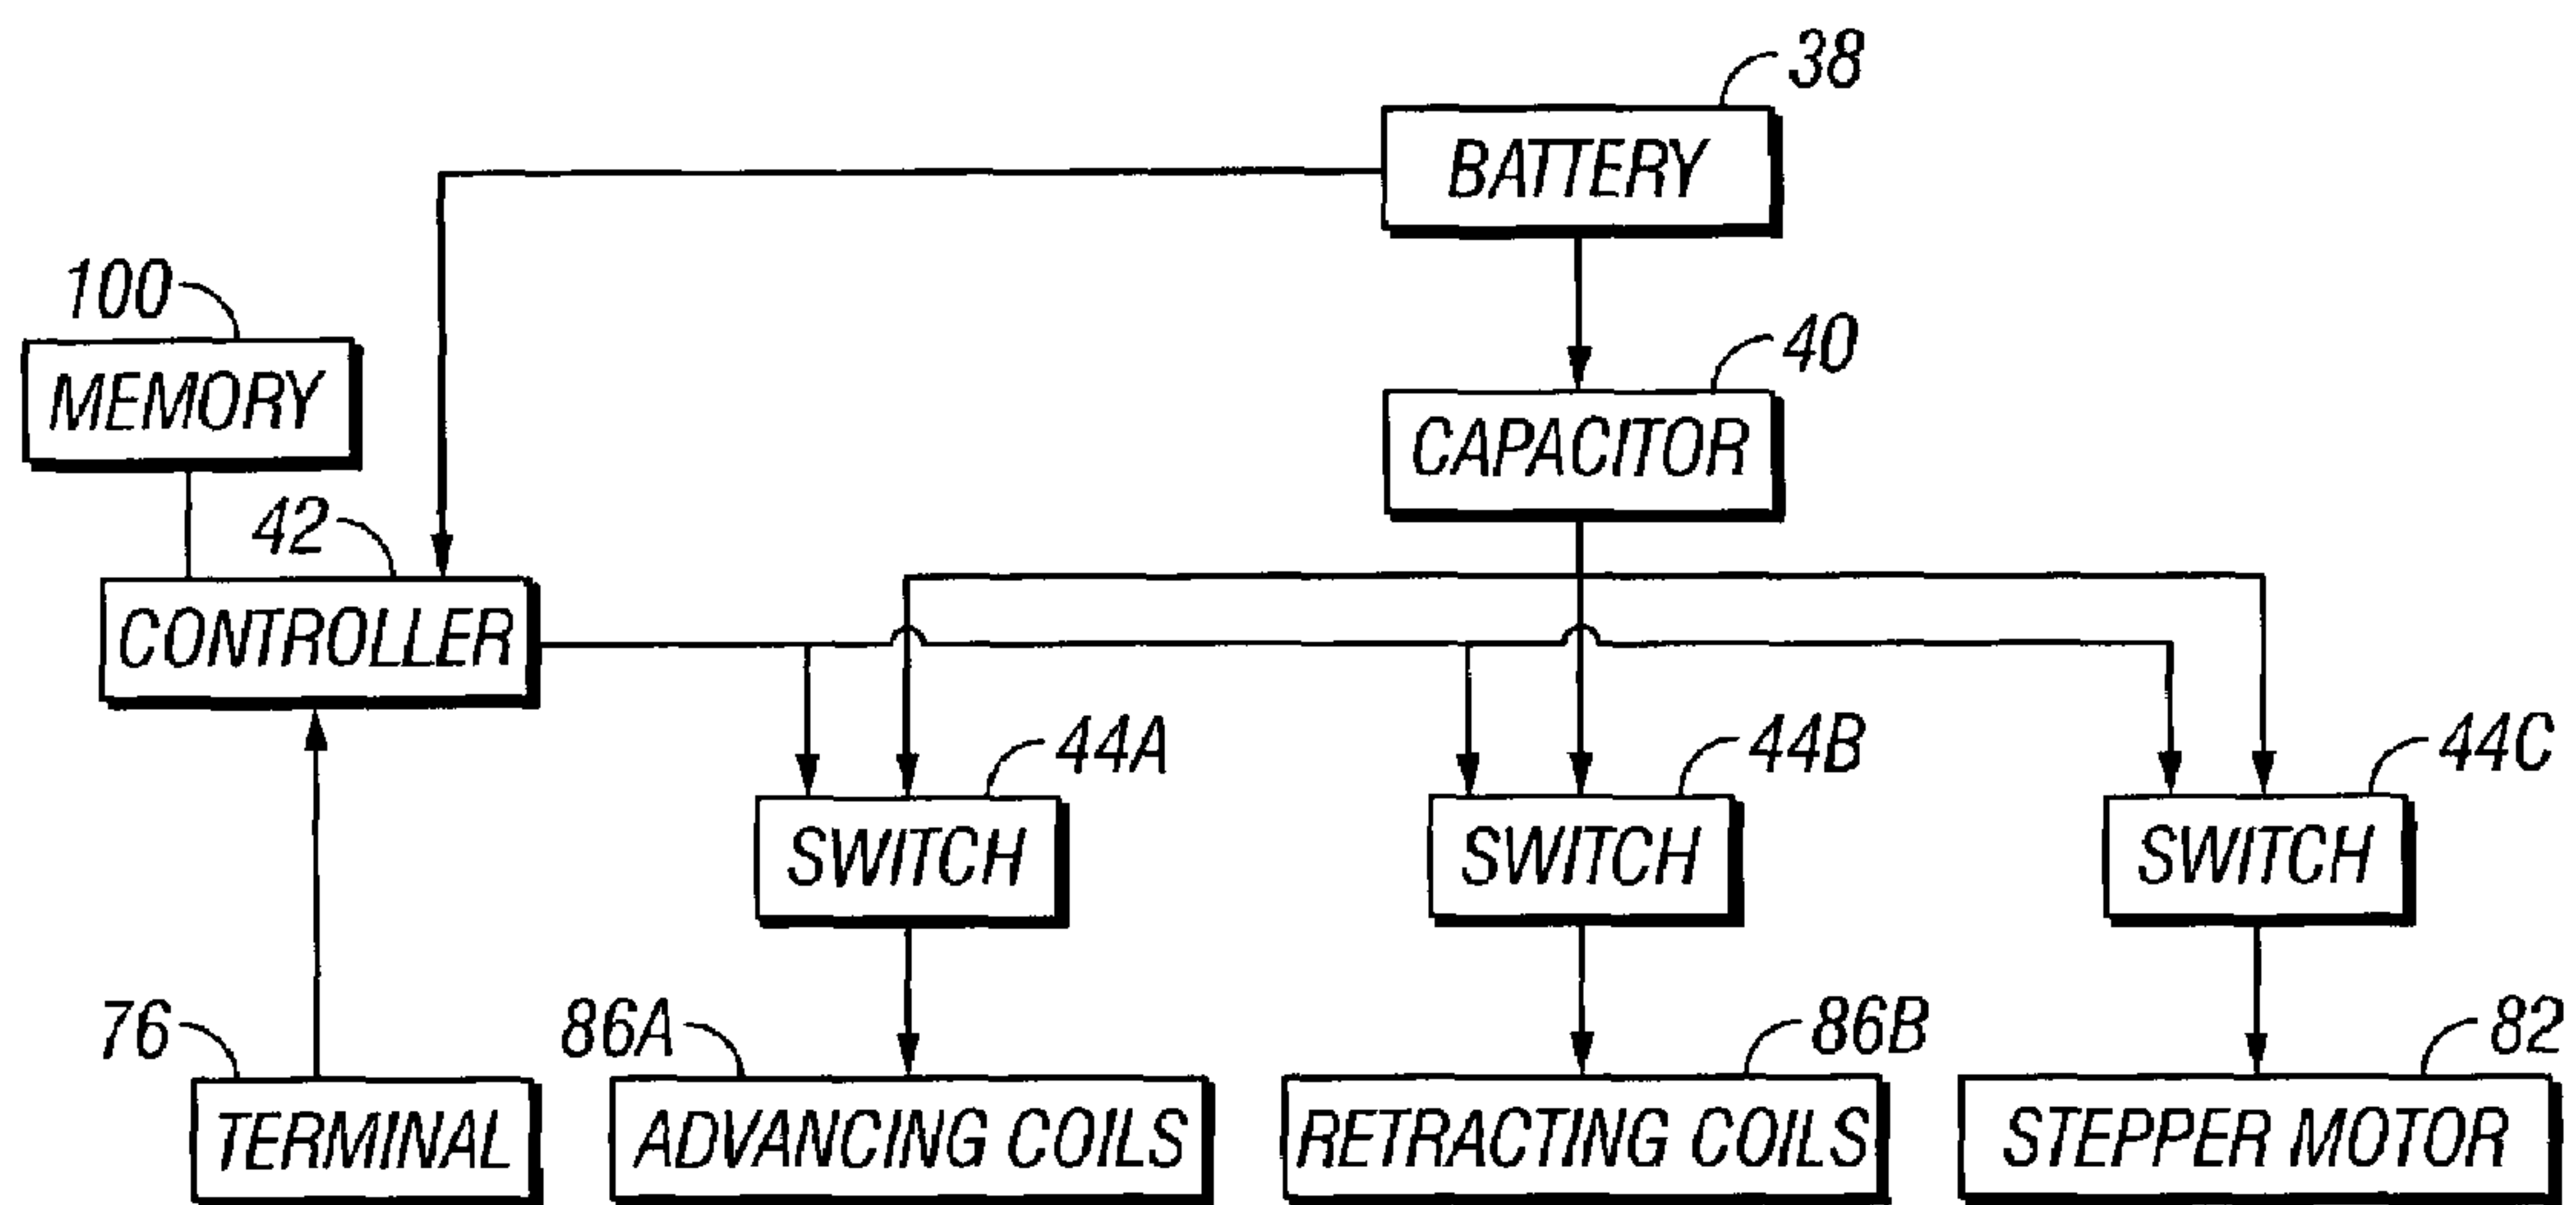 38
BATTERY
100
MEMORY
40
CAPACITOR
42
CONTROLLER
44A
SWITCH
44B
SWITCH
44C
SWITCH
76
TERMINAL
86A
ADVANCING COILS
86B
RETRACTING COILS
82
STEPPER MOTOR